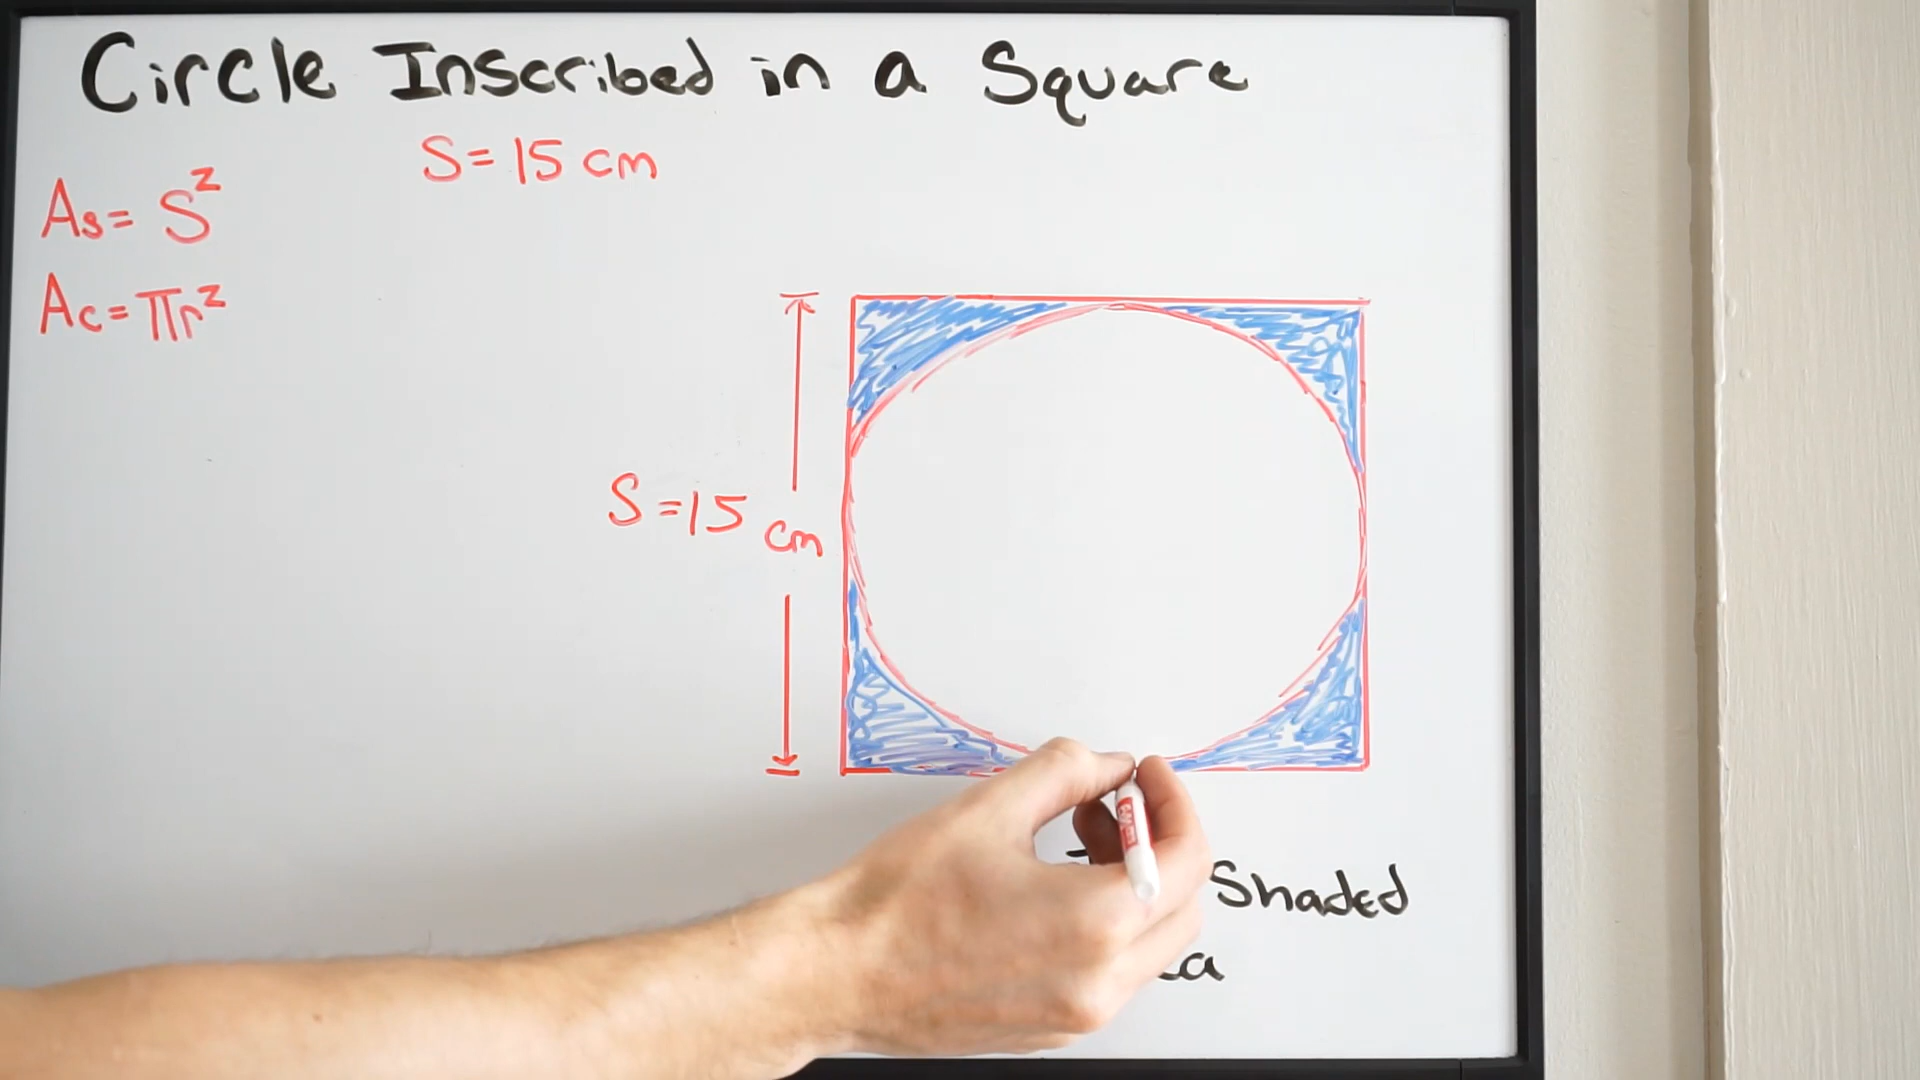 Circle Inscribed in a Square
S = 15 cm
As = S²
Ac = πr²
S = 15 cm
Shaded